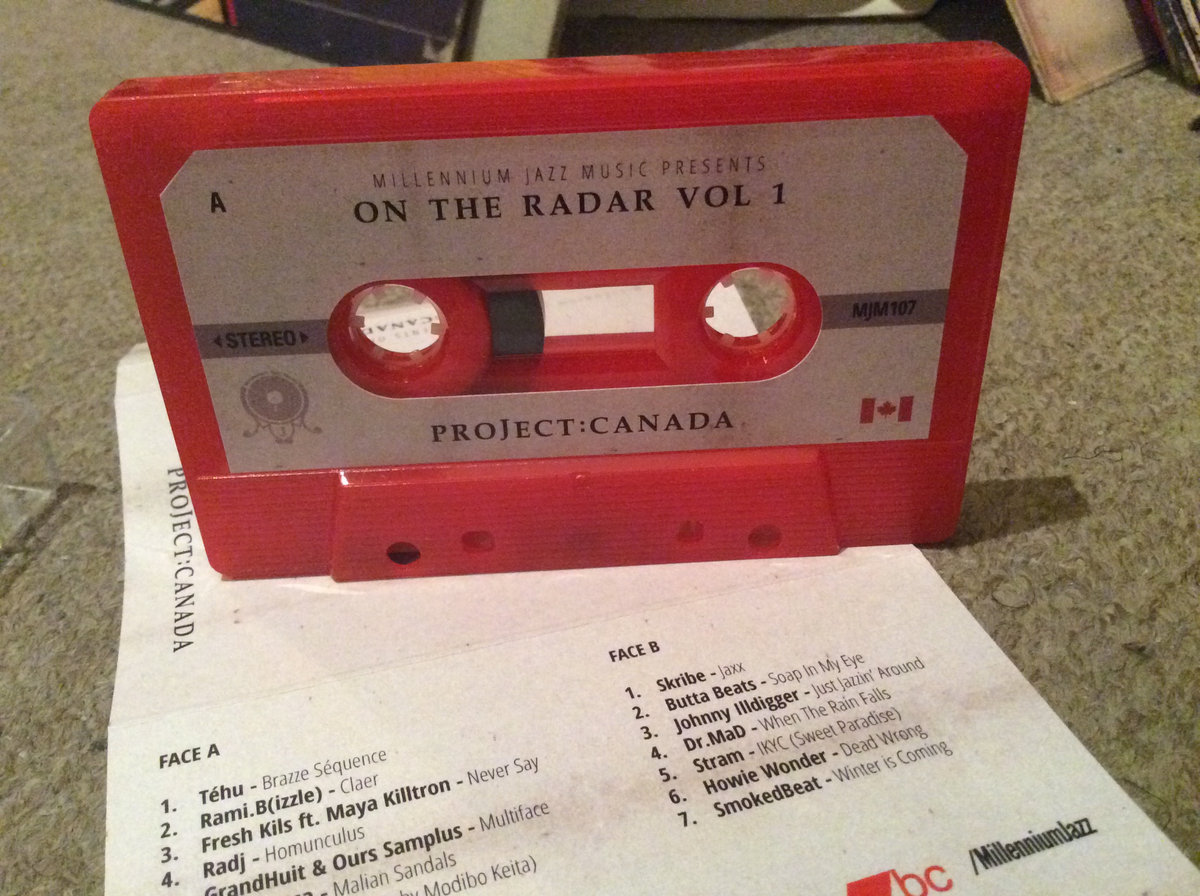 A
MILLENNIUM JAZZ MUSIC PRESENTS
ON THE RADAR VOL 1
STEREO
MJM107
PROJECT:CANADA
PROJECT:CANADA
FACE A
1. Téhu - Brazze Séquence
2. Rami.B(izzle) - Claer
3. Fresh Kils ft. Maya Killtron - Never Say
4. Radj - Homunculus
GrandHuit & Ours Samplus - Multiface
- Malian Sandals
by Modibo Keita)
FACE B
1. Skribe - Jaxx
2. Butta Beats - Soap In My Eye
3. Johnny Illdigger - Just Jazzin' Around
4. Dr.MaD - When The Rain Falls
5. Stram - IKYC (Sweet Paradise)
6. Howie Wonder - Dead Wrong
7. SmokedBeat - Winter is Coming
bc /MillenniumJazz